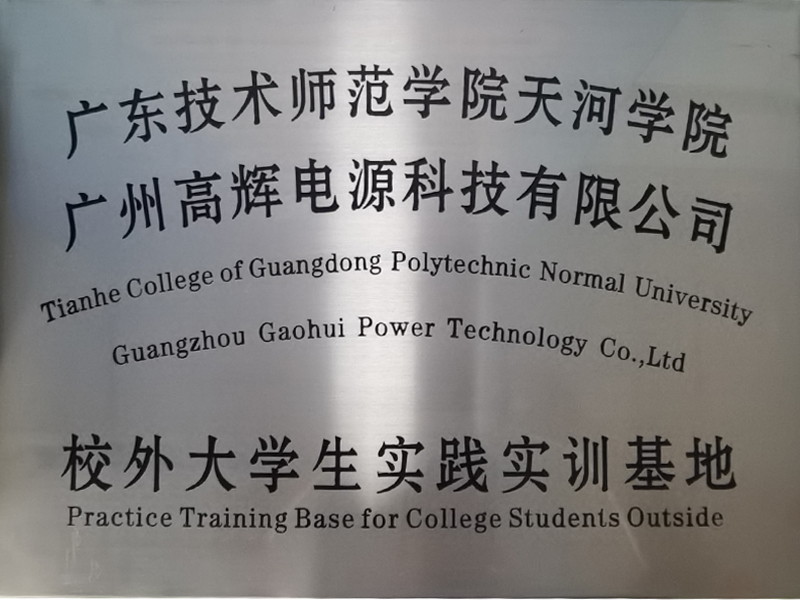 广东技术师范学院天河学院
广州高辉电源科技有限公司
Tianhe College of Guangdong Polytechnic Normal University
Guangzhou Gaohui Power Technology Co.,Ltd
校外大学生实践实训基地
Practice Training Base for College Students Outside